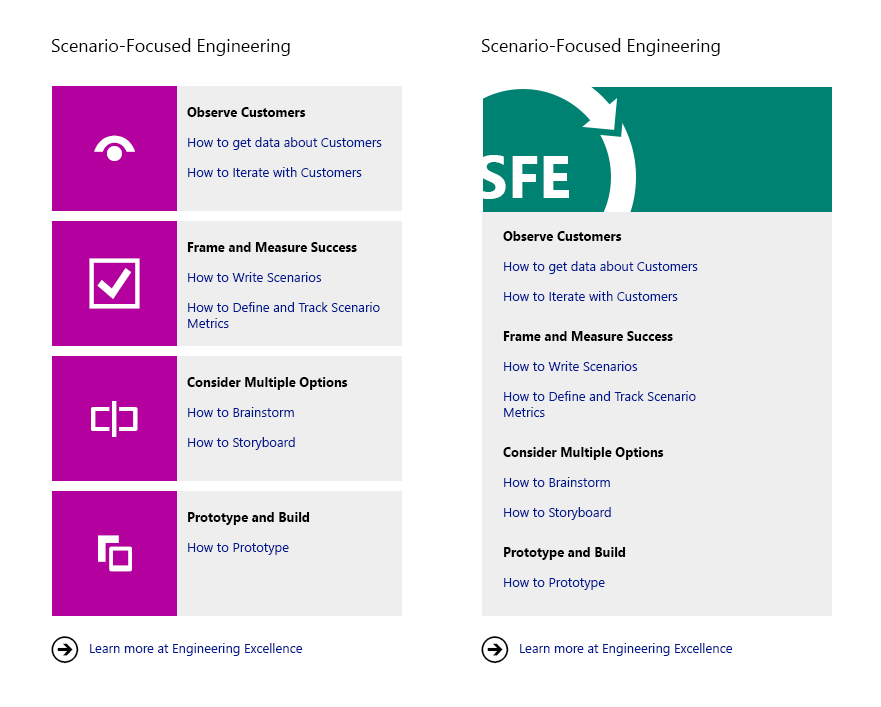 Scenario-Focused Engineering
Observe Customers
How to get data about Customers
How to Iterate with Customers
Frame and Measure Success
How to Write Scenarios
How to Define and Track Scenario
Metrics
Consider Multiple Options
How to Brainstorm
How to Storyboard
Prototype and Build
How to Prototype
Learn more at Engineering Excellence
Scenario-Focused Engineering
SFE
Observe Customers
How to get data about Customers
How to Iterate with Customers
Frame and Measure Success
How to Write Scenarios
How to Define and Track Scenario
Metrics
Consider Multiple Options
How to Brainstorm
How to Storyboard
Prototype and Build
How to Prototype
Learn more at Engineering Excellence